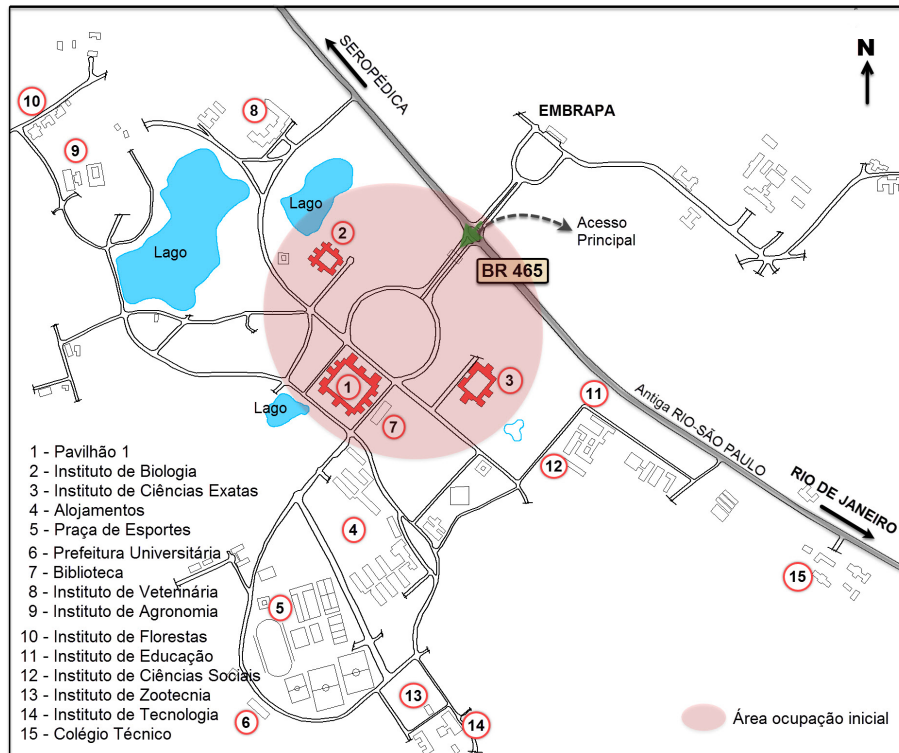 SEROPÉDICA
N
EMBRAPA
10
8
9
Lago
2
Acesso
Principal
Lago
BR 465
1
3
11
Antiga RIO-SÃO PAULO
Lago
7
12
RIO DE JANEIRO
4
15
5
13
6
14
1 - Pavilhão 1
2 - Instituto de Biologia
3 - Instituto de Ciências Exatas
4 - Alojamentos
5 - Praça de Esportes
6 - Prefeitura Universitária
7 - Biblioteca
8 - Instituto de Veterinária
9 - Instituto de Agronomia
10 - Instituto de Florestas
11 - Instituto de Educação
12 - Instituto de Ciências Sociais
13 - Instituto de Zootecnia
14 - Instituto de Tecnologia
15 - Colégio Técnico
Área ocupação inicial